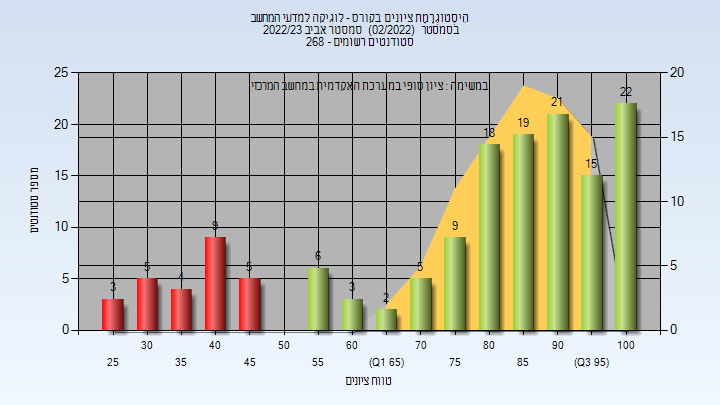 היסטוגרמת ציונים בקורס - לוגיקה למדעי המחשב
בסמסטר  (02/2022)  סמסטר אביב 2022/23
סטודנטים רשומים - 268
במשימה : ציון סופי במערכת האקדמית במחשב המרכזי
מספר סטודנטים
25 20 15 10 5 0
20 15 10 5 0
3 5 4 9 5 6 3 2 5 9 18 19 21 15 22
30 40 50 60 70 80 90 100
25 35 45 55 (Q1 65) 75 85 (Q3 95)
טווח ציונים